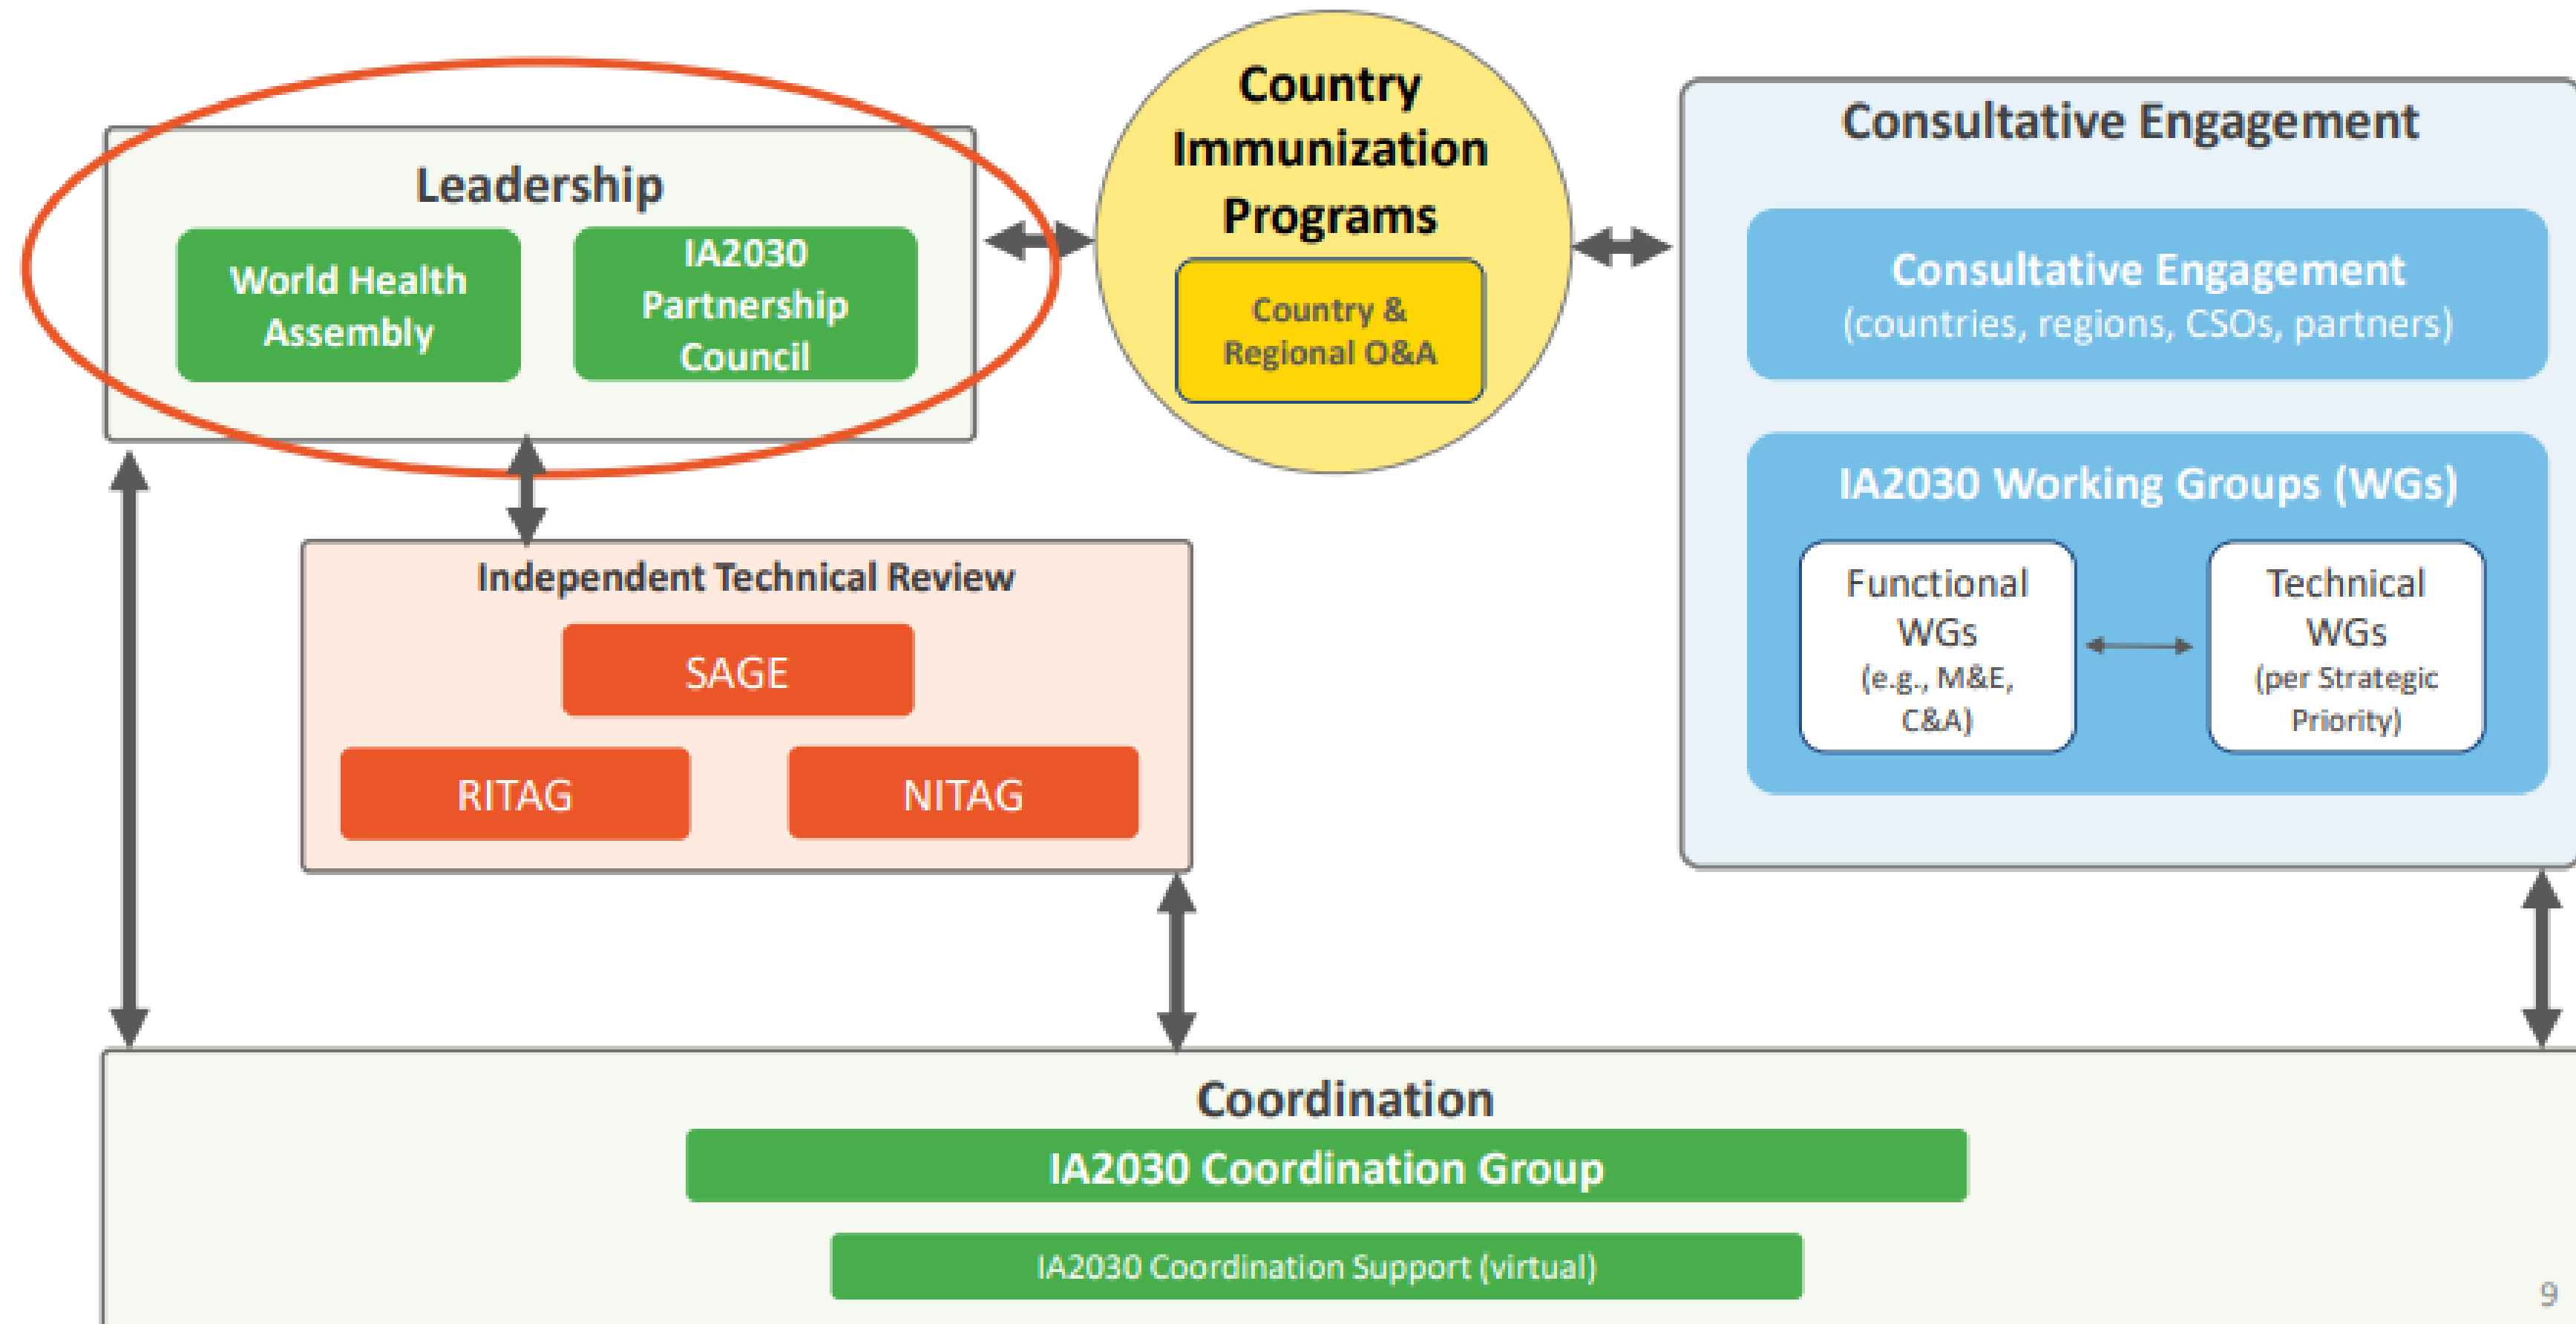 Leadership
World Health
Assembly
IA2030
Partnership
Council
Country
Immunization
Programs
Country &
Regional O&A
Consultative Engagement
Consultative Engagement
(countries, regions, CSOs, partners)
IA2030 Working Groups (WGs)
Functional
WGs
(e.g., M&E,
C&A)
Technical
WGs
(per Strategic
Priority)
Independent Technical Review
SAGE
RITAG
NITAG
Coordination
IA2030 Coordination Group
IA2030 Coordination Support (virtual)
9